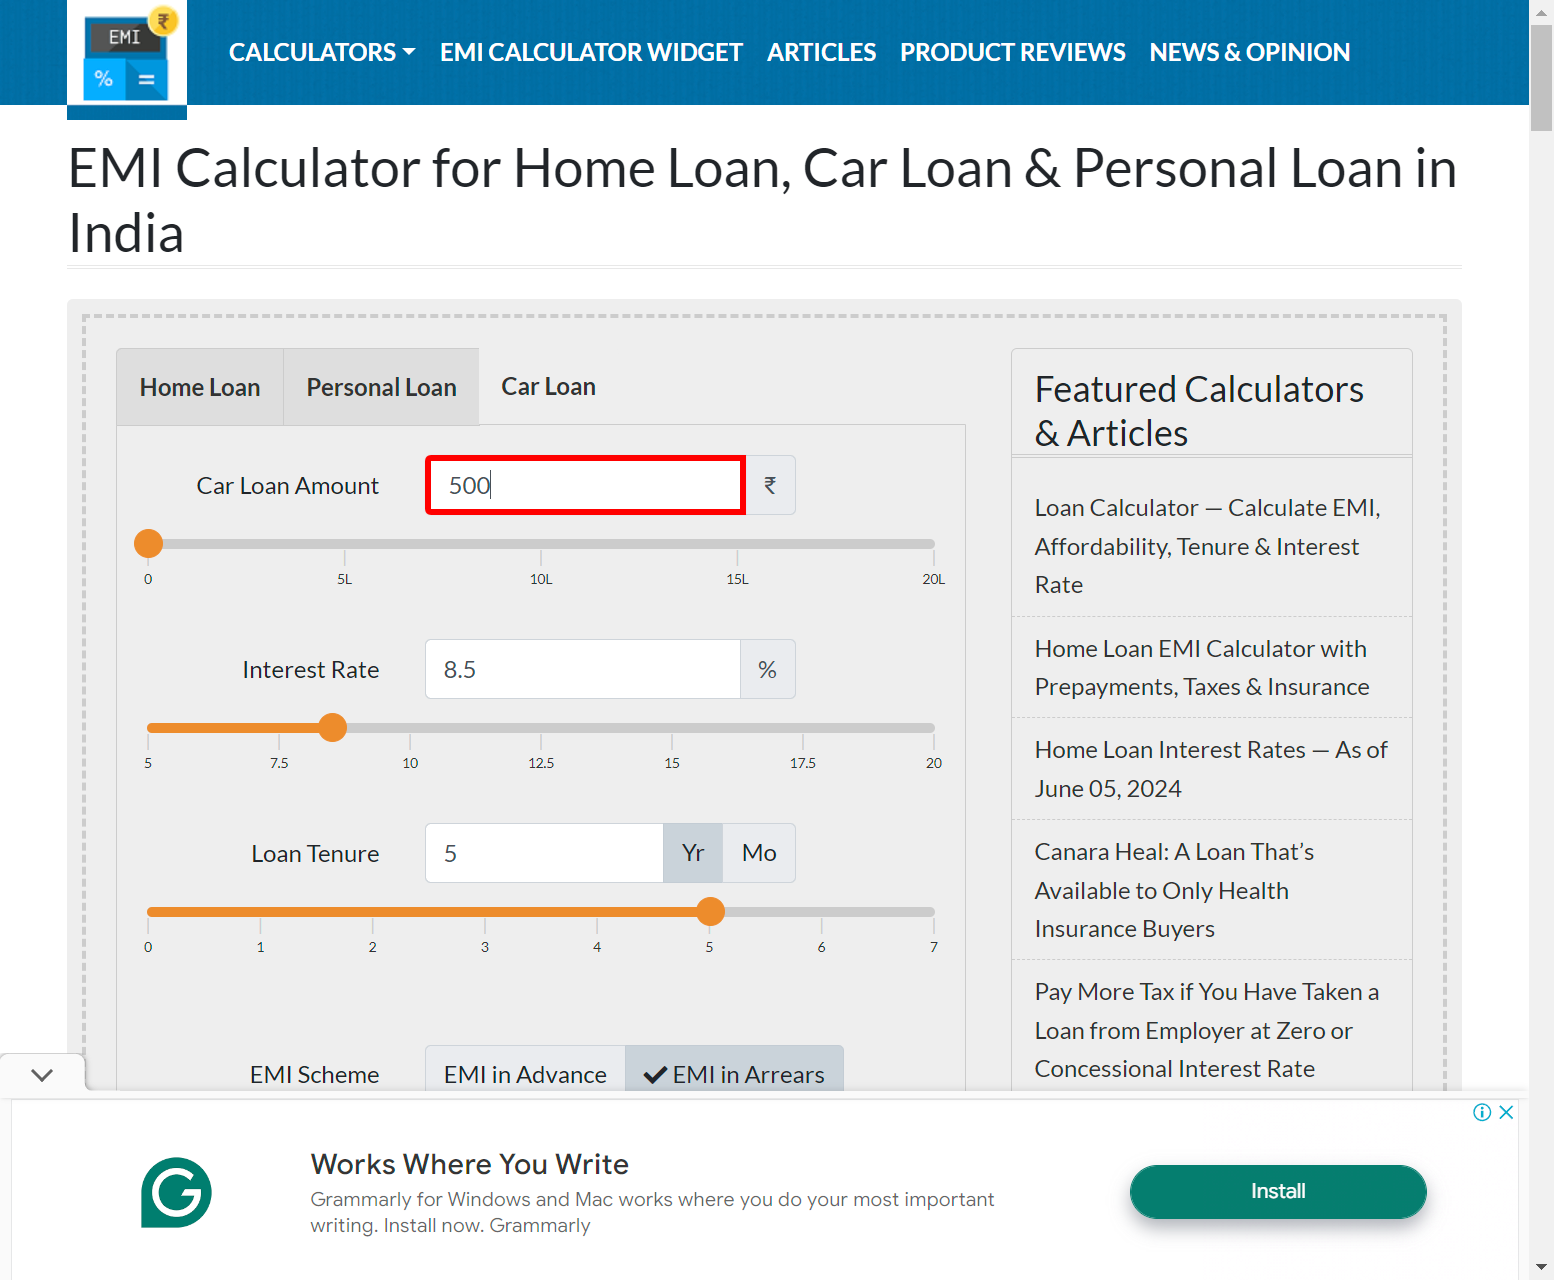 EMI
₹
% =
CALCULATORS
EMI CALCULATOR WIDGET
ARTICLES
PRODUCT REVIEWS
NEWS & OPINION
EMI Calculator for Home Loan, Car Loan & Personal Loan in
India
Home Loan
Personal Loan
Car Loan
Car Loan Amount
500
₹
0 5L 10L 15L 20L
Interest Rate
8.5
%
5 7.5 10 12.5 15 17.5 20
Loan Tenure
5
Yr
Mo
0 1 2 3 4 5 6 7
EMI Scheme
EMI in Advance
EMI in Arrears
Featured Calculators
& Articles
Loan Calculator — Calculate EMI,
Affordability, Tenure & Interest
Rate
Home Loan EMI Calculator with
Prepayments, Taxes & Insurance
Home Loan Interest Rates — As of
June 05, 2024
Canara Heal: A Loan That’s
Available to Only Health
Insurance Buyers
Pay More Tax if You Have Taken a
Loan from Employer at Zero or
Concessional Interest Rate
Works Where You Write
Grammarly for Windows and Mac works where you do your most important
writing. Install now. Grammarly
Install